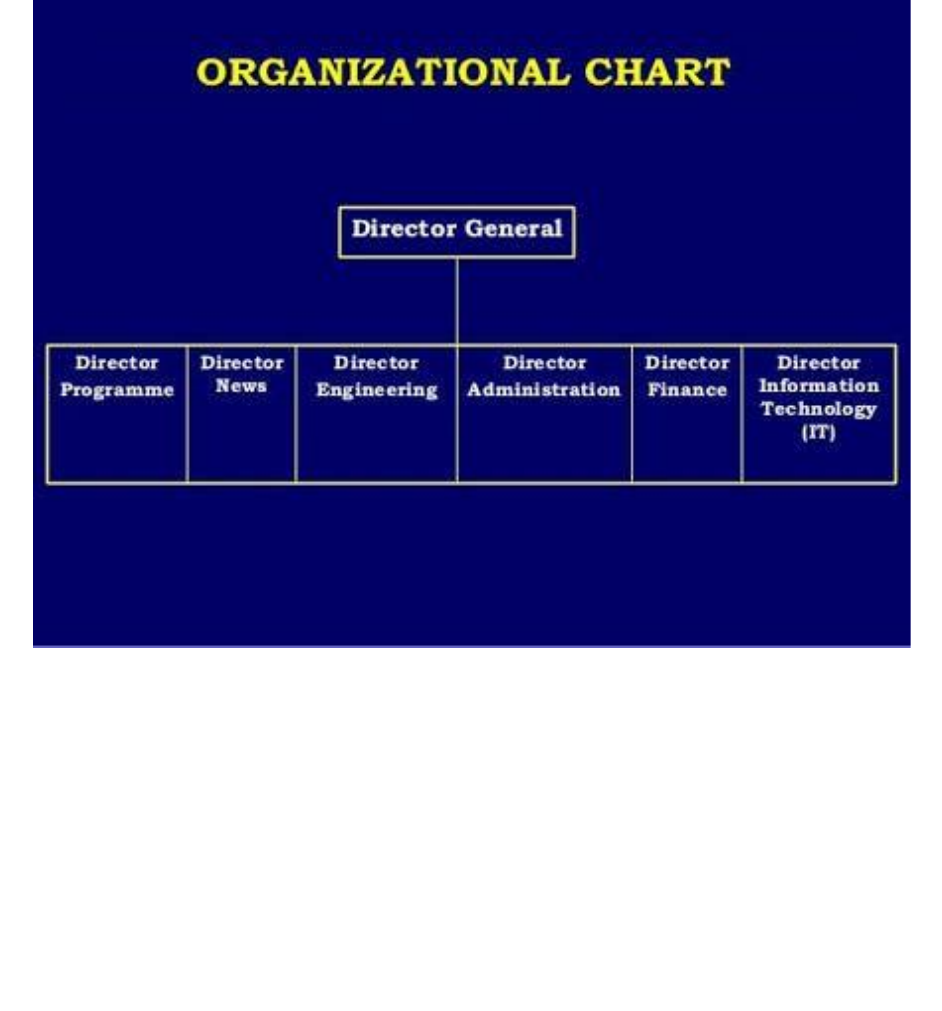 ORGANIZATIONAL CHART
Director General
Director
Programme
Director
News
Director
Engineering
Director
Administration
Director
Finance
Director
Information
Technology
(IT)